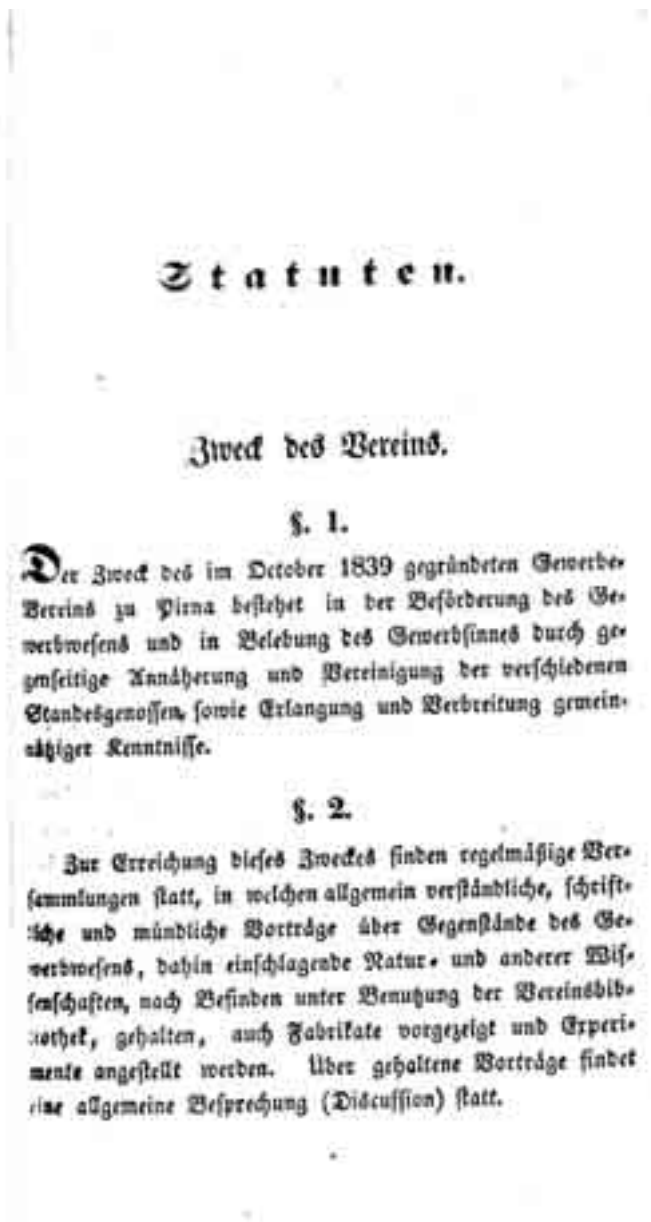 Statuten.
Zweck des Vereins.
§. 1.
Der Zweck des im October 1839 gegründeten Gewerbe-
Vereins zu Pirna bestehet in der Beförderung des Ge-
werbwesens und in Belebung des Gewerbsinnes durch ge-
genseitige Annäherung und Vereinigung der verschiedenen
Standesgenossen, sowie Erlangung und Verbreitung gemein-
nütziger Kenntnisse.
§. 2.
Zur Erreichung dieses Zweckes finden regelmäßige Ver-
sammlungen statt, in welchen allgemein verständliche, schrift-
liche und mündliche Vorträge über Gegenstände des Ge-
werbwesens, dahin einschlagende Natur- und anderer Wis-
senschaften, nach Befinden unter Benutzung der Vereinsbib-
liothek, gehalten, auch Fabrikate vorgezeigt und Experi-
mente angestellt werden. Über gehaltene Vorträge findet
eine allgemeine Besprechung (Discussion) statt.